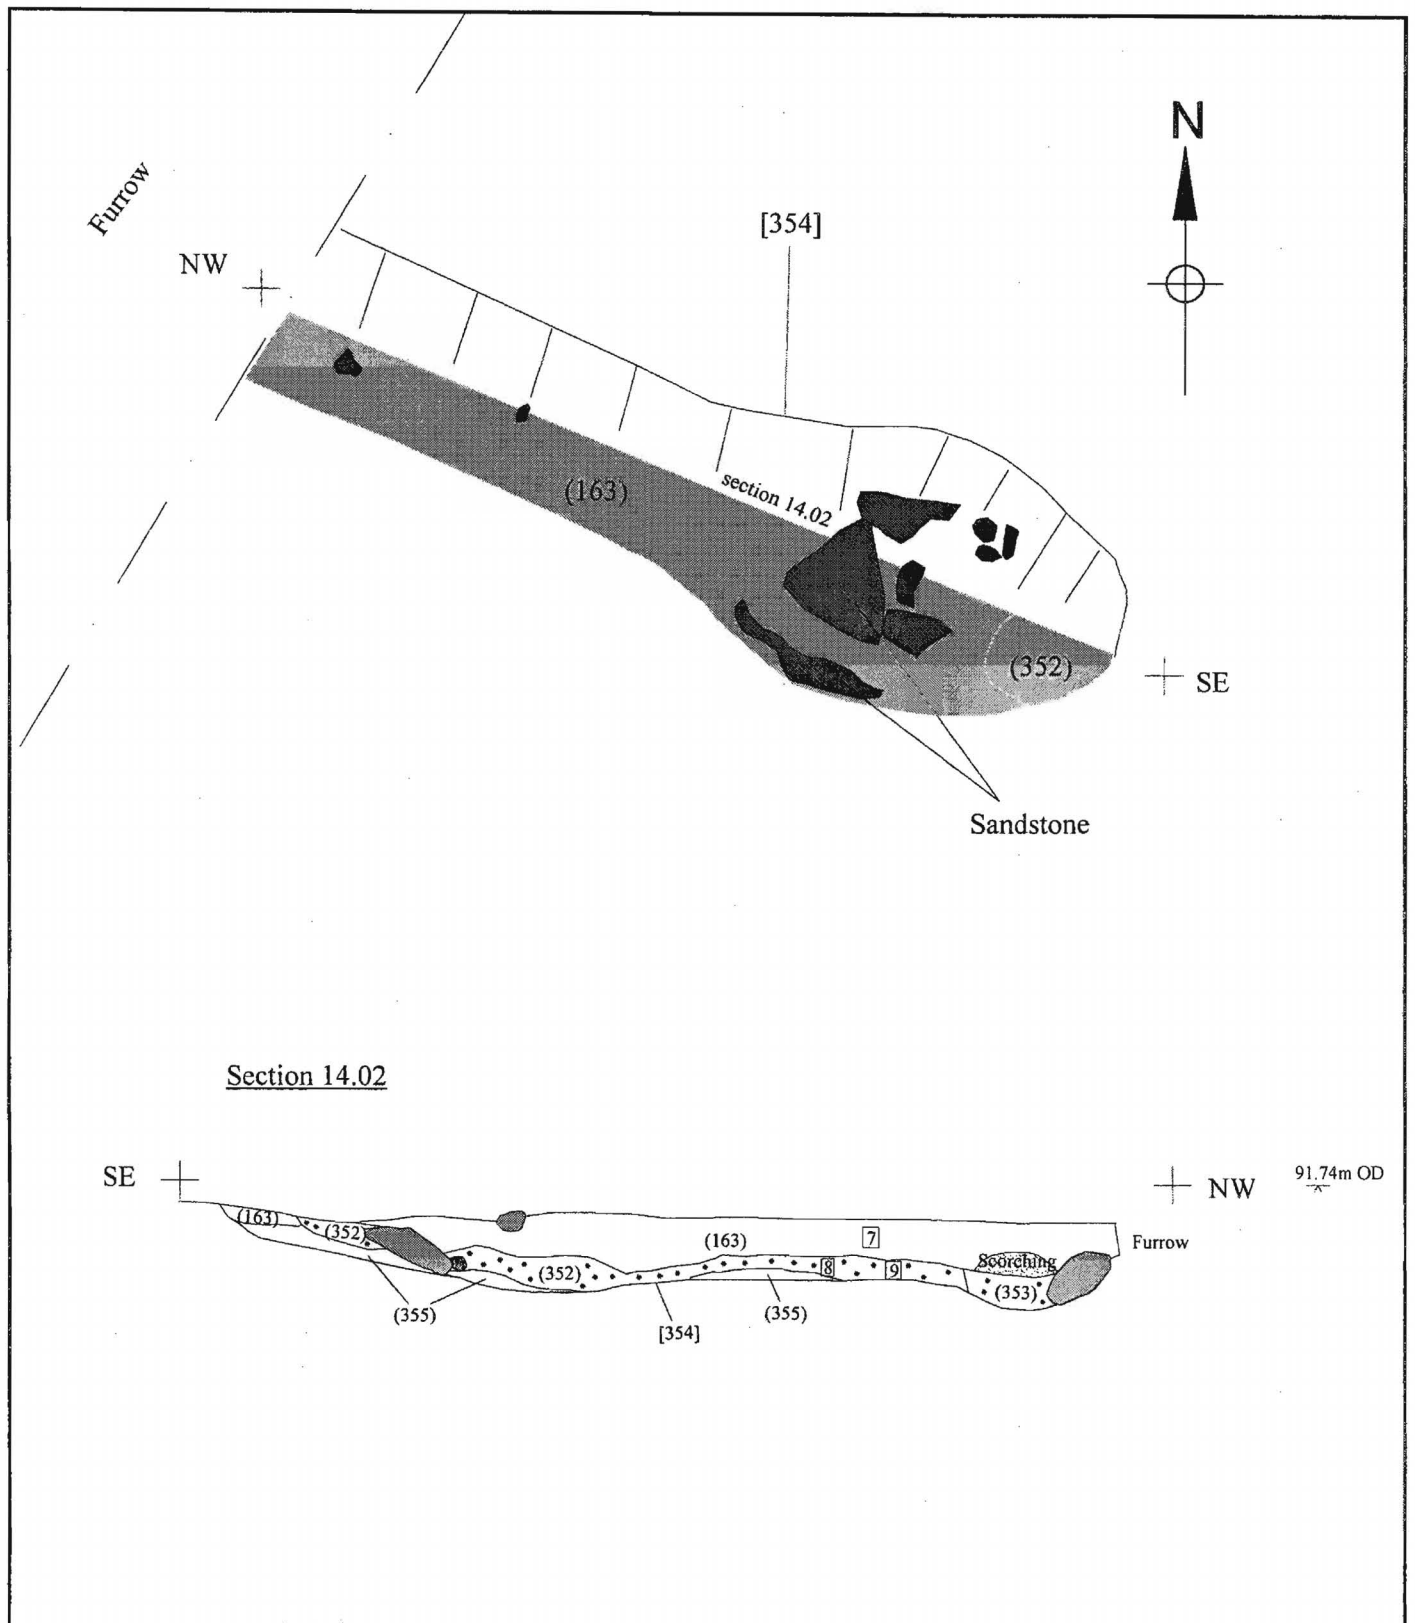 N
Furrow
[354]
NW
(163)
section 14.02
(352)
SE
Sandstone
Section 14.02
SE
NW
91.74m OD
(163)
(352)
(163)
7
Furrow
Scorching
(352)
8
9
(353)
(355)
(355)
[354]